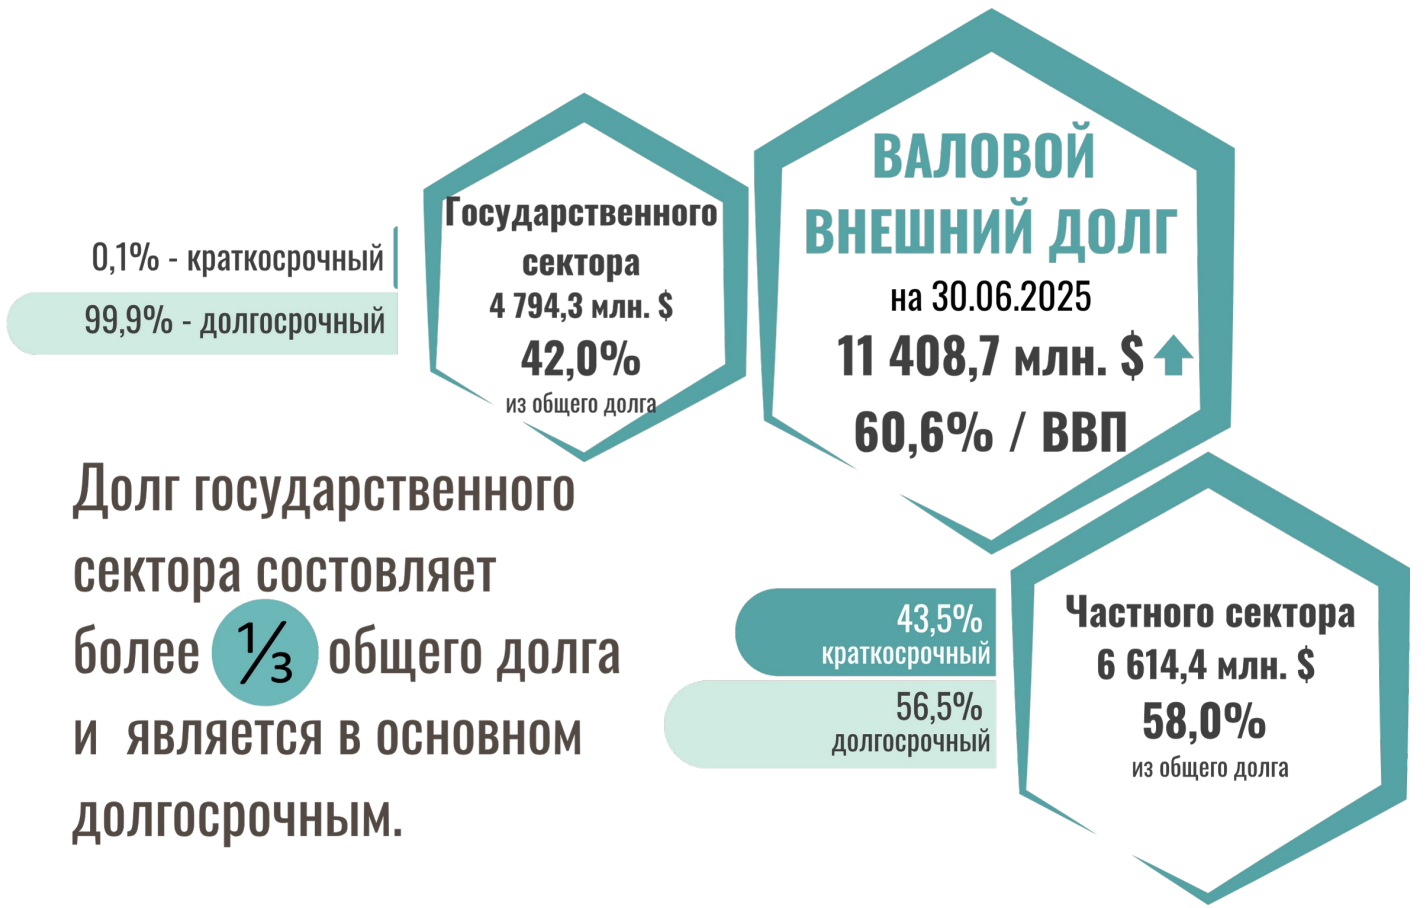 ВАЛОВОЙ
ВНЕШНИЙ ДОЛГ
на 30.06.2025
11 408,7 млн. $
60,6% / ВВП
Государственного
сектора
4 794,3 млн. $
42,0%
из общего долга
0,1% - краткосрочный
99,9% - долгосрочный
Долг государственного
сектора состовляет
более ⅓ общего долга
и является в основном
долгосрочным.
Частного сектора
6 614,4 млн. $
58,0%
из общего долга
43,5%
краткосрочный
56,5%
долгосрочный